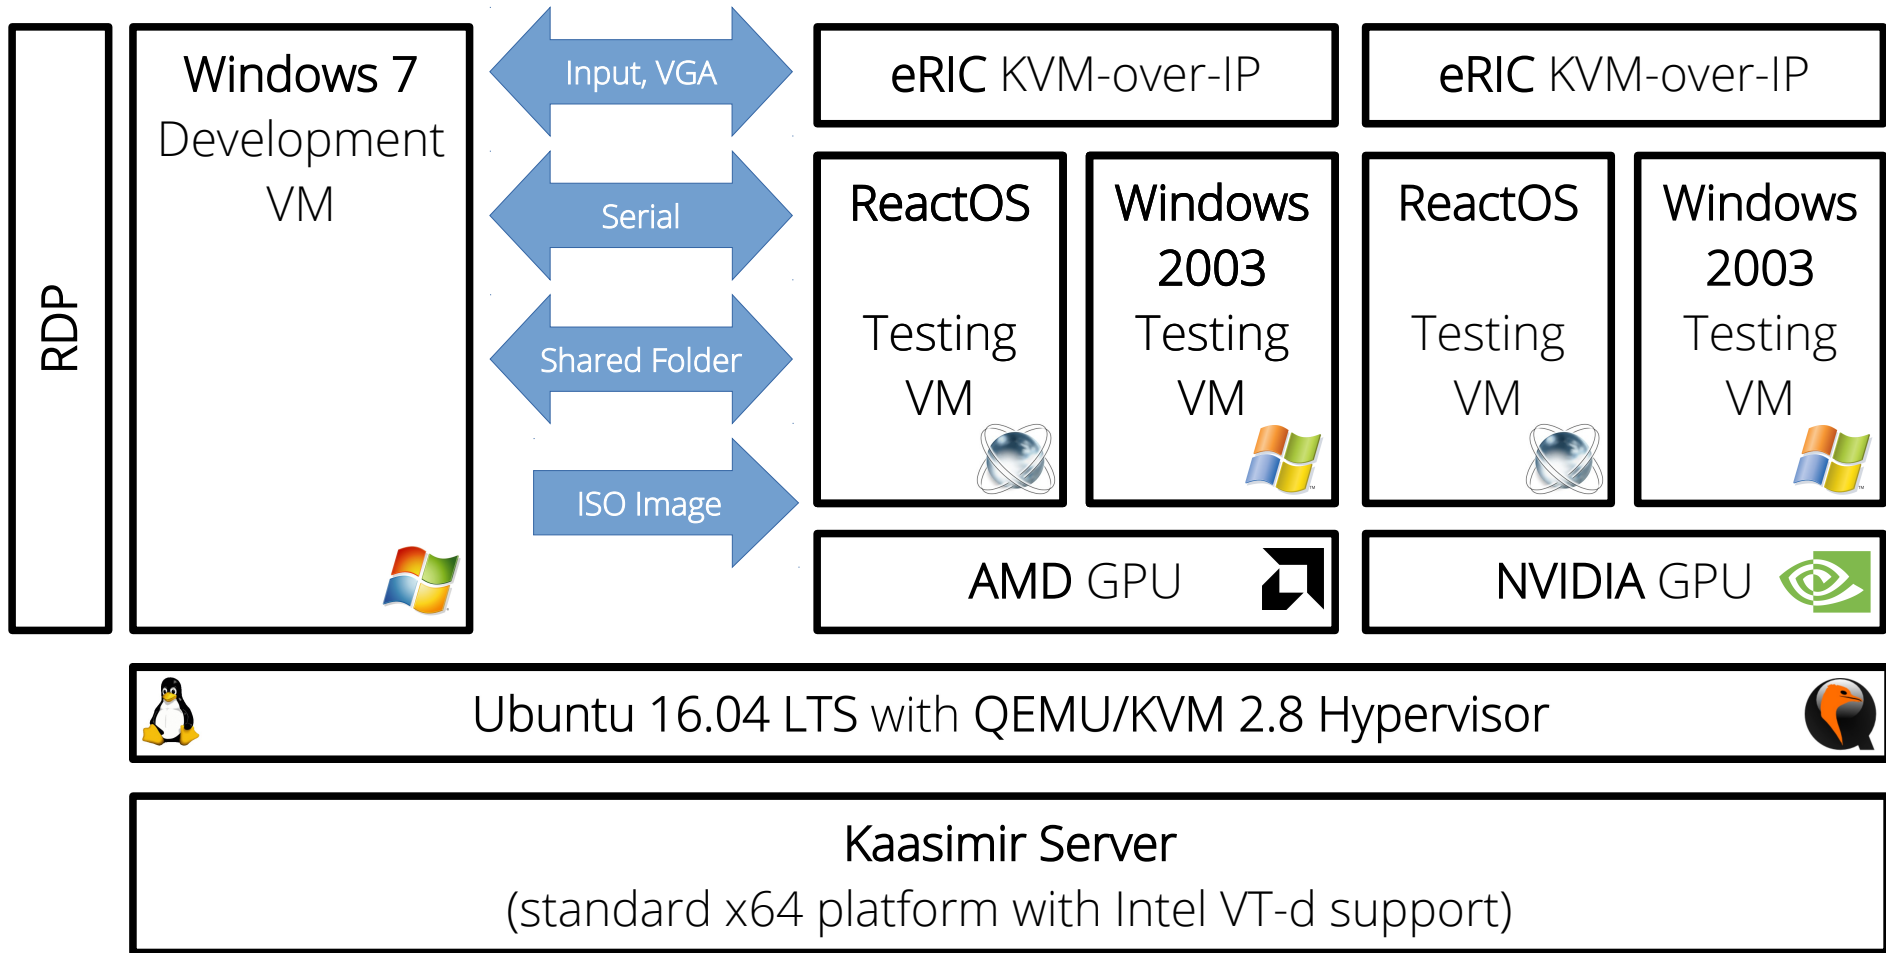 RDP
Windows 7
Development
VM
Input, VGA
Serial
Shared Folder
ISO Image
eRIC KVM-over-IP
ReactOS
Testing
VM
Windows
2003
Testing
VM
AMD GPU
eRIC KVM-over-IP
ReactOS
Testing
VM
Windows
2003
Testing
VM
NVIDIA GPU
Ubuntu 16.04 LTS with QEMU/KVM 2.8 Hypervisor
Kaasimir Server
(standard x64 platform with Intel VT-d support)